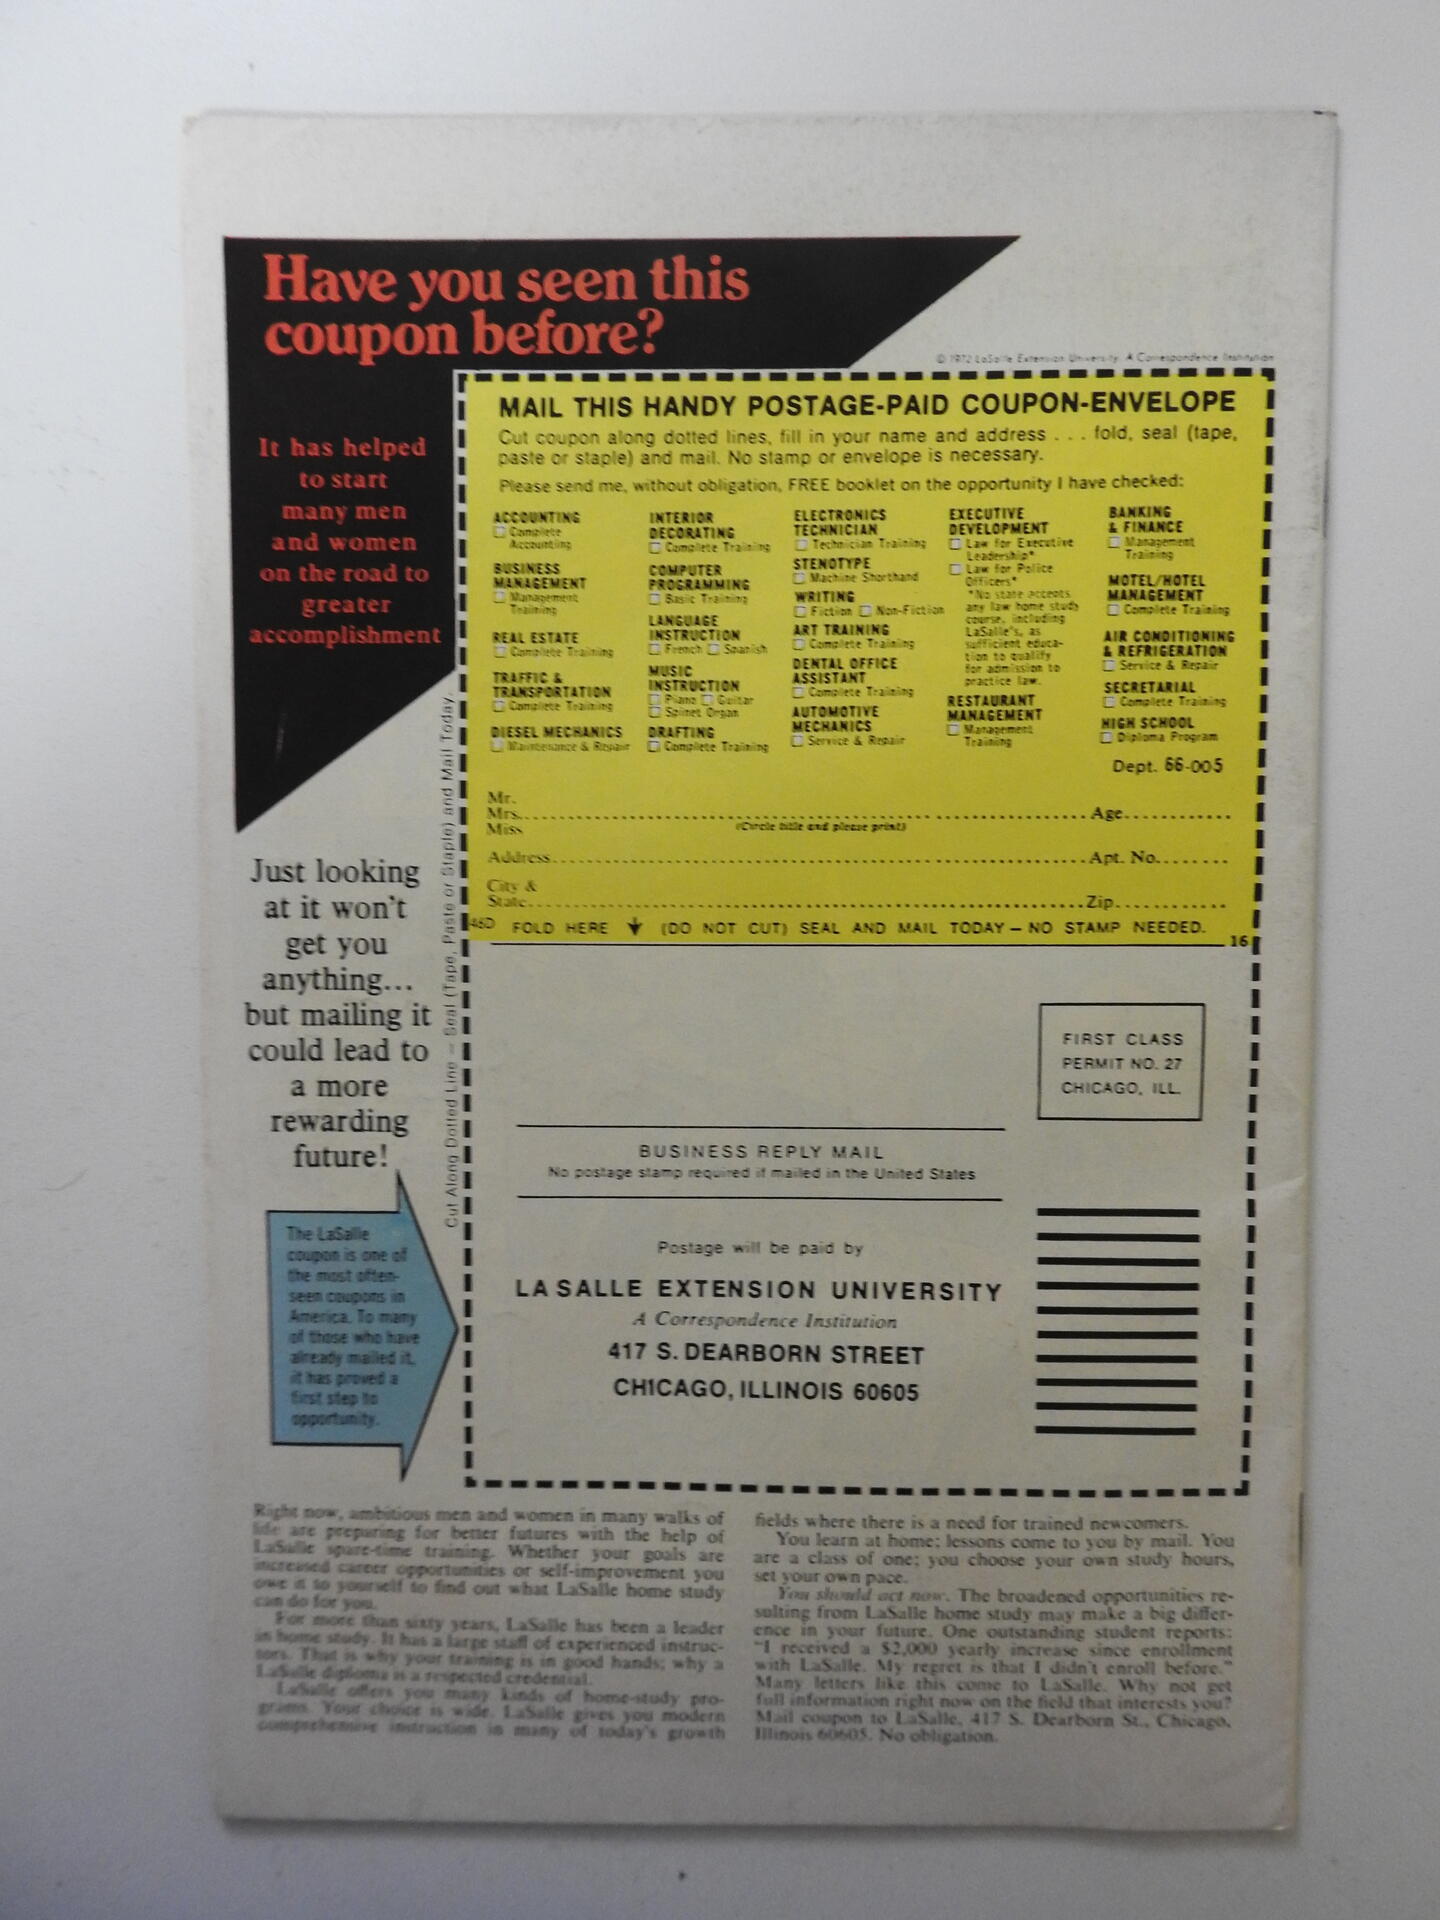 Have you seen this
coupon before?
It has helped
to start
many men
and women
on the road to
greater
accomplishment
© 1972 LaSalle Extension University. A Correspondence Institution
MAIL THIS HANDY POSTAGE-PAID COUPON-ENVELOPE
Cut coupon along dotted lines, fill in your name and address . . . fold, seal (tape,
paste or staple) and mail. No stamp or envelope is necessary.
Please send me, without obligation, FREE booklet on the opportunity I have checked:
ACCOUNTING
Complete
Accounting
BUSINESS
MANAGEMENT
Management
Training
REAL ESTATE
Complete Training
TRAFFIC &
TRANSPORTATION
Complete Training
DIESEL MECHANICS
Maintenance & Repair
INTERIOR
DECORATING
Complete Training
COMPUTER
PROGRAMMING
Basic Training
LANGUAGE
INSTRUCTION
French Spanish
MUSIC
INSTRUCTION
Piano Guitar
Spinet Organ
DRAFTING
Complete Training
ELECTRONICS
TECHNICIAN
Technician Training
STENOTYPE
Machine Shorthand
WRITING
Fiction Non-Fiction
ART TRAINING
Complete Training
DENTAL OFFICE
ASSISTANT
Complete Training
AUTOMOTIVE
MECHANICS
Service & Repair
EXECUTIVE
DEVELOPMENT
Law for Executive
Leadership*
Law for Police
Officers*
*No state accepts
any law home study
course, including
LaSalle's, as
sufficient educa-
tion to qualify
for admission to
practice law.
RESTAURANT
MANAGEMENT
Management
Training
BANKING
& FINANCE
Management
Training
MOTEL/HOTEL
MANAGEMENT
Complete Training
AIR CONDITIONING
& REFRIGERATION
Service & Repair
SECRETARIAL
Complete Training
HIGH SCHOOL
Diploma Program
Dept. 66-005
Mr.
Mrs. Age
Miss (Circle title and please print)
Address Apt. No.
City &
State Zip
46D FOLD HERE (DO NOT CUT) SEAL AND MAIL TODAY — NO STAMP NEEDED.
16
Cut Along Dotted Line — Seal (Tape, Paste or Staple) and Mail Today.
Just looking
at it won't
get you
anything...
but mailing it
could lead to
a more
rewarding
future!
FIRST CLASS
PERMIT NO. 27
CHICAGO, ILL.
BUSINESS REPLY MAIL
No postage stamp required if mailed in the United States
Postage will be paid by
LA SALLE EXTENSION UNIVERSITY
A Correspondence Institution
417 S. DEARBORN STREET
CHICAGO, ILLINOIS 60605
The LaSalle
coupon is one of
the most often-
seen coupons in
America. To many
of those who have
already mailed it,
it has proved a
first step to
opportunity.
Right now, ambitious men and women in many walks of
life are preparing for better futures with the help of
LaSalle spare-time training. Whether your goals are
increased career opportunities or self-improvement you
owe it to yourself to find out what LaSalle home study
can do for you.
For more than sixty years, LaSalle has been a leader
in home study. It has a large staff of experienced instruc-
tors. That is why your training is in good hands; why a
LaSalle diploma is a respected credential.
LaSalle offers you many kinds of home-study pro-
grams. Your choice is wide. LaSalle gives you modern
comprehensive instruction in many of today's growth
fields where there is a need for trained newcomers.
You learn at home; lessons come to you by mail. You
are a class of one; you choose your own study hours,
set your own pace.
You should act now. The broadened opportunities re-
sulting from LaSalle home study may make a big differ-
ence in your future. One outstanding student reports:
"I received a $2,000 yearly increase since enrollment
with LaSalle. My regret is that I didn't enroll before."
Many letters like this come to LaSalle. Why not get
full information right now on the field that interests you?
Mail coupon to LaSalle, 417 S. Dearborn St., Chicago,
Illinois 60605. No obligation.